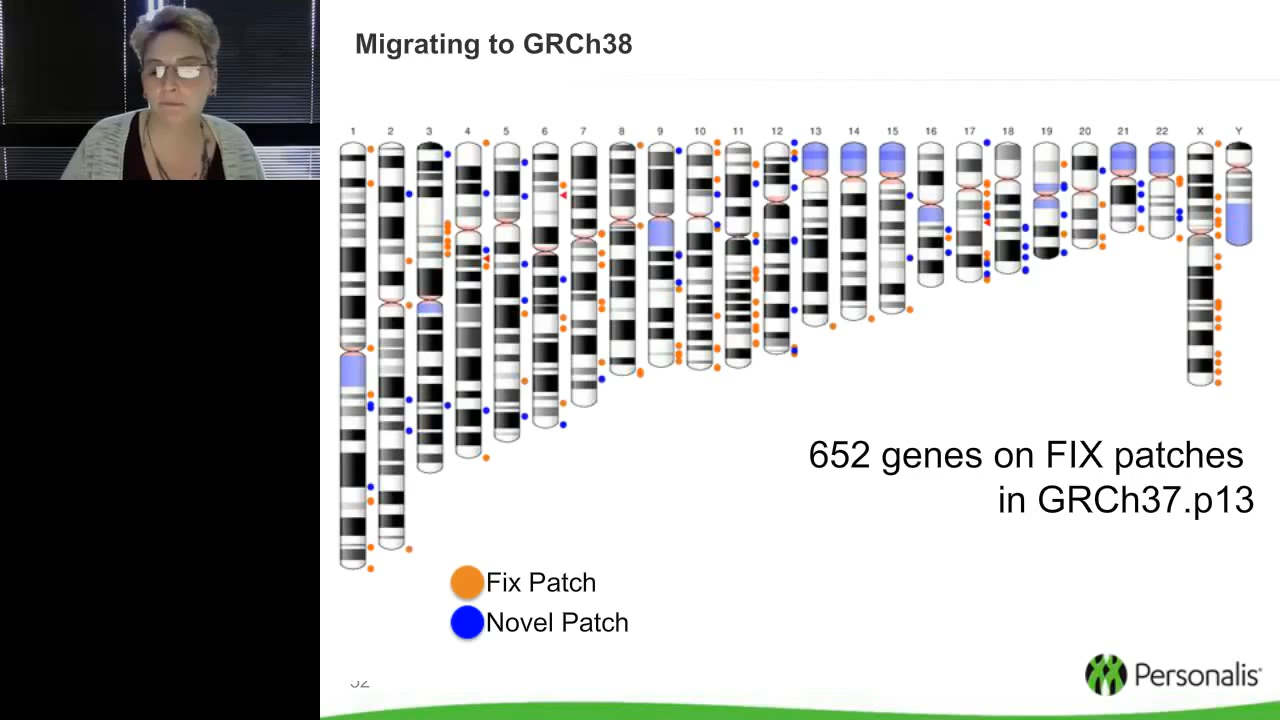 Migrating to GRCh38
1 2 3 4 5 6 7 8 9 10 11 12 13 14 15 16 17 18 19 20 21 22 X Y
652 genes on FIX patches
in GRCh37.p13
Fix Patch
Novel Patch
52
Personalis